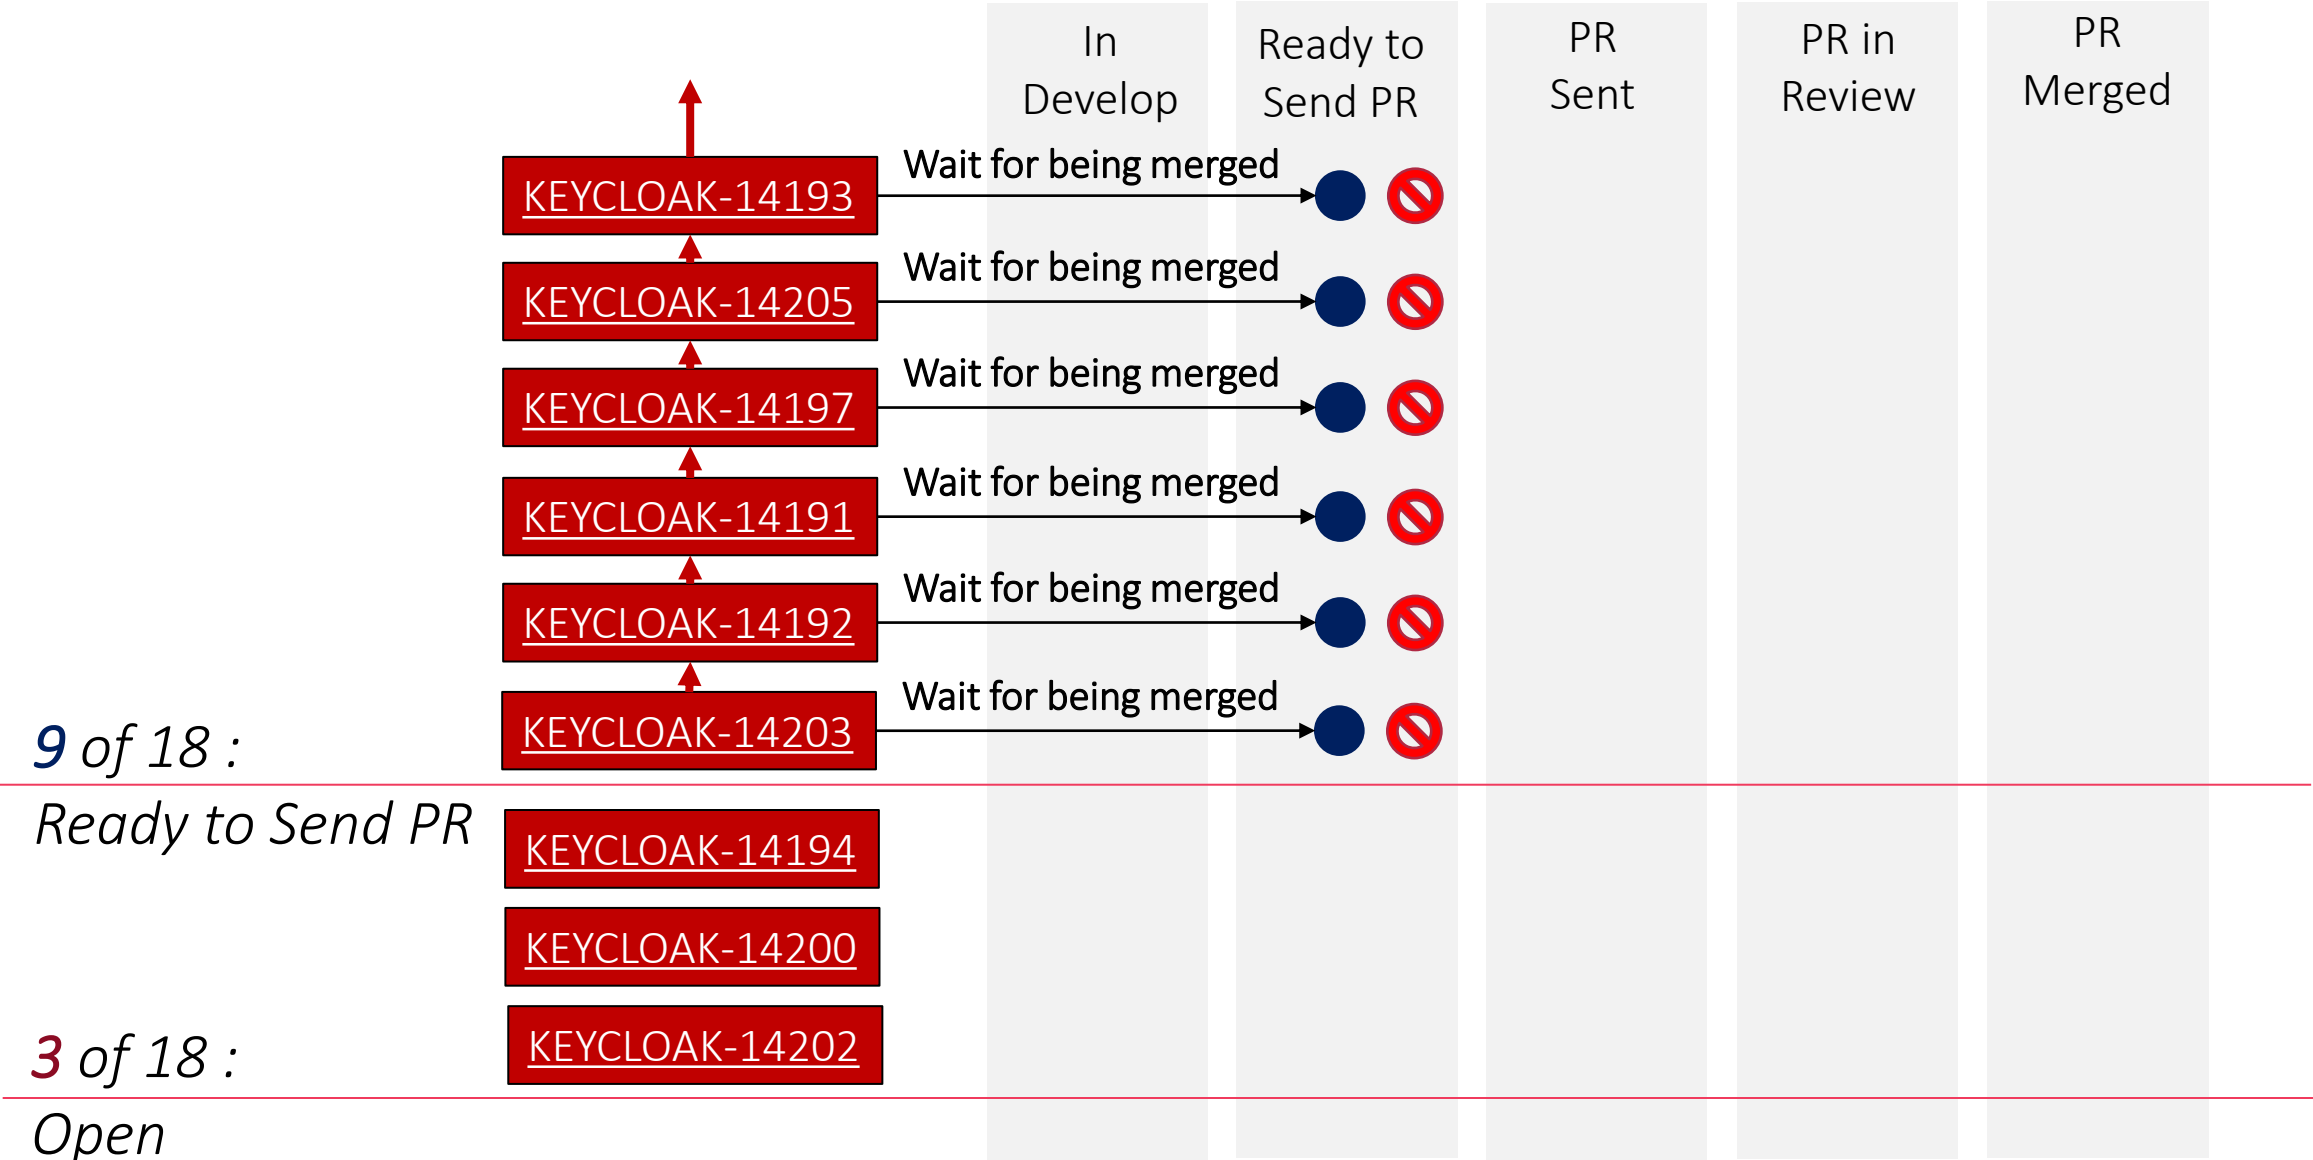 In
Develop
Ready to
Send PR
PR
Sent
PR in
Review
PR
Merged
KEYCLOAK-14193
Wait for being merged
KEYCLOAK-14205
Wait for being merged
KEYCLOAK-14197
Wait for being merged
KEYCLOAK-14191
Wait for being merged
KEYCLOAK-14192
Wait for being merged
KEYCLOAK-14203
Wait for being merged
9 of 18 :
Ready to Send PR
KEYCLOAK-14194
KEYCLOAK-14200
KEYCLOAK-14202
3 of 18 :
Open